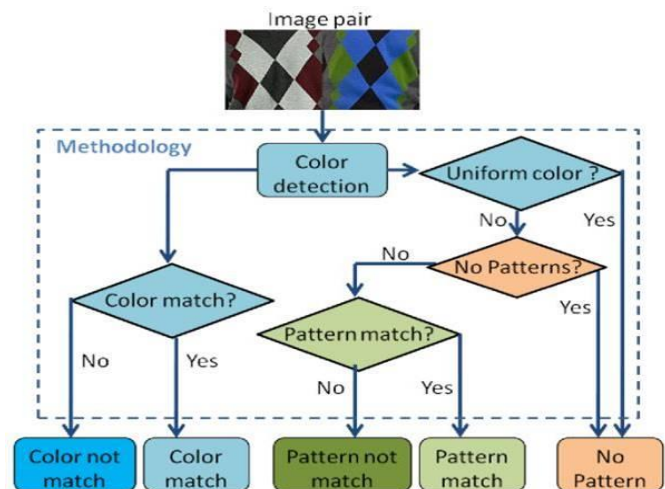 Image pair
Methodology
Color
detection
Uniform color ?
No
Yes
No
No Patterns?
Color match?
Pattern match?
Yes
No
Yes
No
Yes
Color not
match
Color
match
Pattern not
match
Pattern
match
No
Pattern